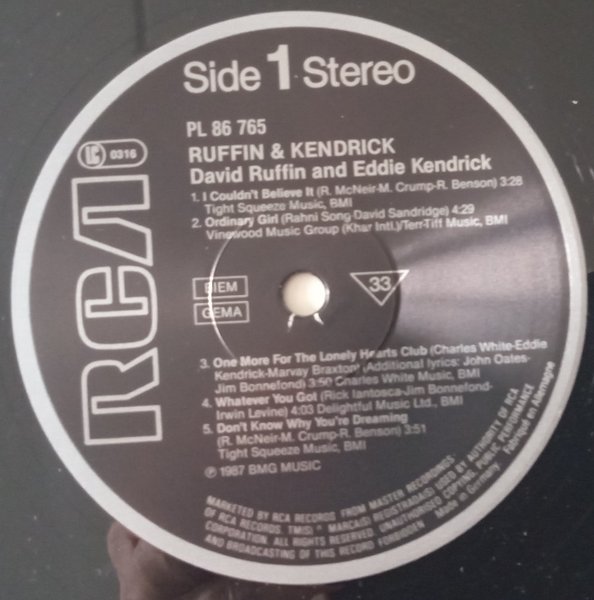 Side 1 Stereo
PL 86 765
RUFFIN & KENDRICK
David Ruffin and Eddie Kendrick
1. I Couldn't Believe It (R. McNeir-M. Crump-R. Benson) 3:28
Tight Squeeze Music, BMI
2. Ordinary Girl (Rahni Song-David Sandridge) 4:29
Vinewood Music Group (Khar Intl.)/Terr-Tiff Music, BMI
LC 0316
RCA
BIEM
GEMA
33
3. One More For The Lonely Hearts Club (Charles White-Eddie
Kendrick-Marvay Braxton) (Additional lyrics: John Oates-
Jim Bonnefond) 3:50 Charles White Music, BMI
4. Whatever You Got (Rick Iantosca-Jim Bonnefond-
Irwin Levine) 4:03 Delightful Music Ltd., BMI
5. Don't Know Why You're Dreaming
(R. McNeir-M. Crump-R. Benson) 3:51
Tight Squeeze Music, BMI
℗ 1987 BMG MUSIC
MARKETED BY RCA RECORDS FROM MASTER RECORDINGS
OF RCA RECORDS. TM(S) ® MARCA(S) REGISTRADA(S) USED BY AUTHORITY OF RCA
CORPORATION. ALL RIGHTS RESERVED. UNAUTHORISED COPYING, PUBLIC PERFORMANCE
AND BROADCASTING OF THIS RECORD FORBIDDEN
Made in Germany Fabriqué en Allemagne